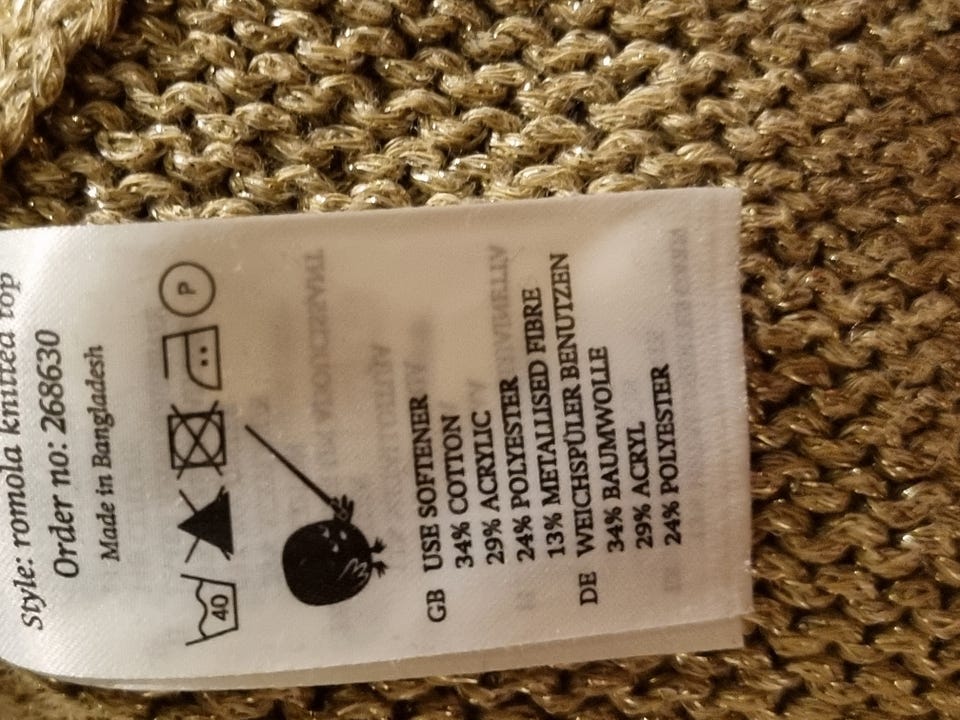 Style: romola knitted top
Order no: 268630
Made in Bangladesh
40
P
GB USE SOFTENER
34% COTTON
29% ACRYLIC
24% POLYESTER
13% METALLISED FIBRE
DE WEICHSPÜLER BENUTZEN
34% BAUMWOLLE
29% ACRYL
24% POLYESTER